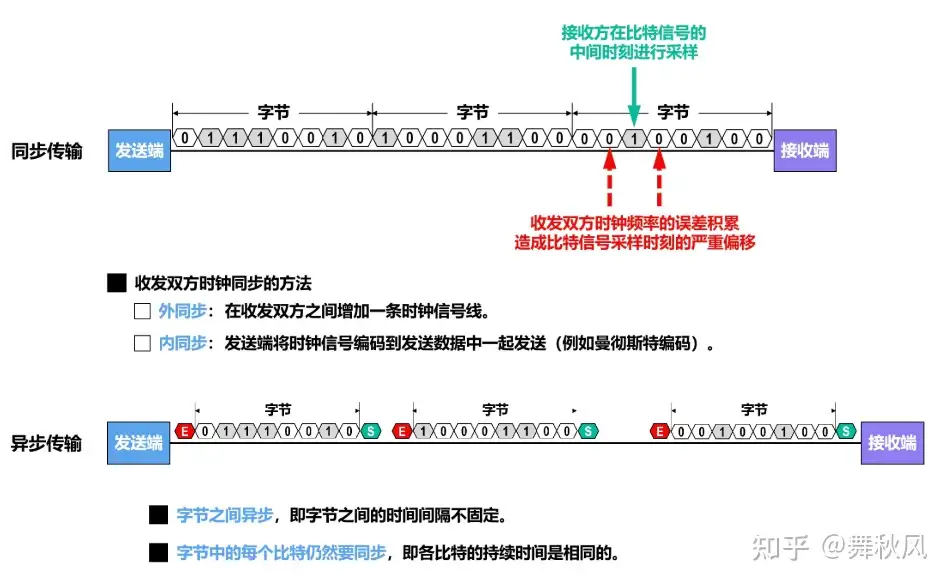 接收方在比特信号的
中间时刻进行采样
字节 字节 字节
同步传输 发送端 0 1 1 1 0 0 1 0 1 0 0 0 1 1 0 0 0 0 1 0 0 1 0 0 接收端
收发双方时钟频率的误差积累
造成比特信号采样时刻的严重偏移
收发双方时钟同步的方法
外同步：在收发双方之间增加一条时钟信号线。
内同步：发送端将时钟信号编码到发送数据中一起发送（例如曼彻斯特编码）。
字节 字节 字节
异步传输 发送端 E 0 1 1 1 0 0 1 0 S E 1 0 0 0 1 1 0 0 S E 0 0 1 0 0 1 0 0 S 接收端
字节之间异步，即字节之间的时间间隔不固定。
字节中的每个比特仍然要同步，即各比特的持续时间是相同的。
知乎 @舞秋风